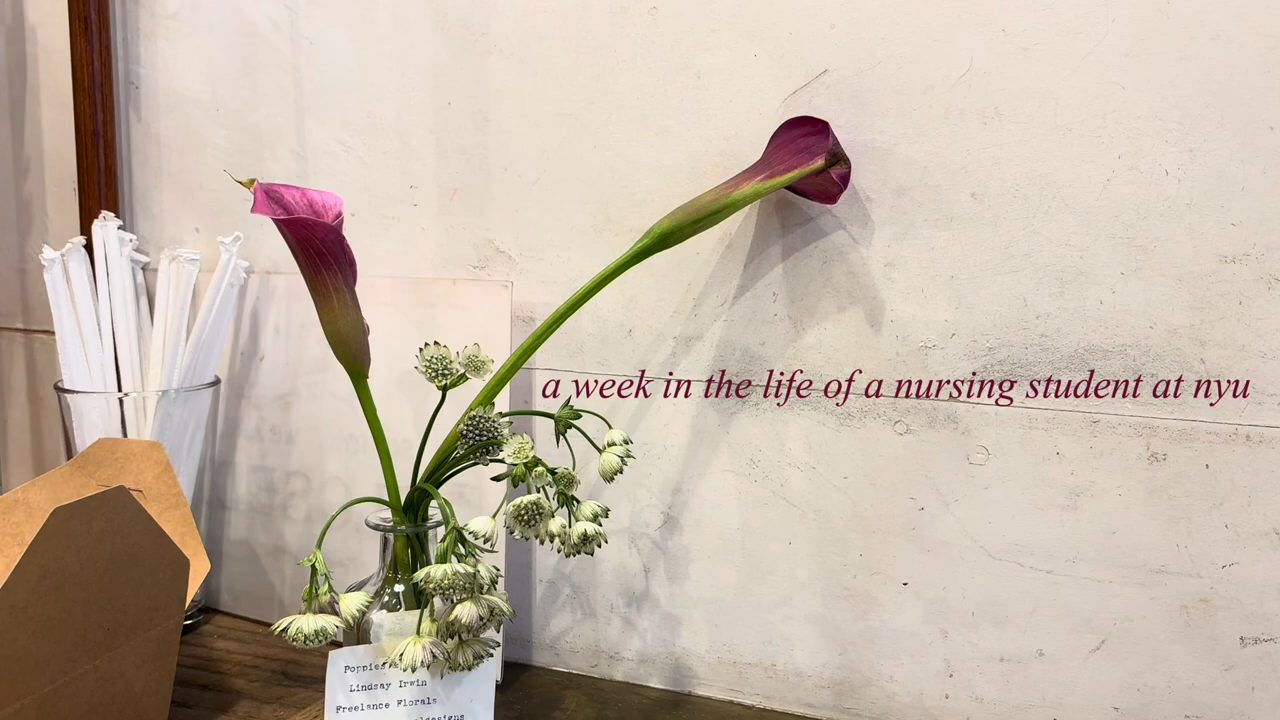 a week in the life of a nursing student at nyu
Poppies
Lindsay Irwin
Freelance Florals